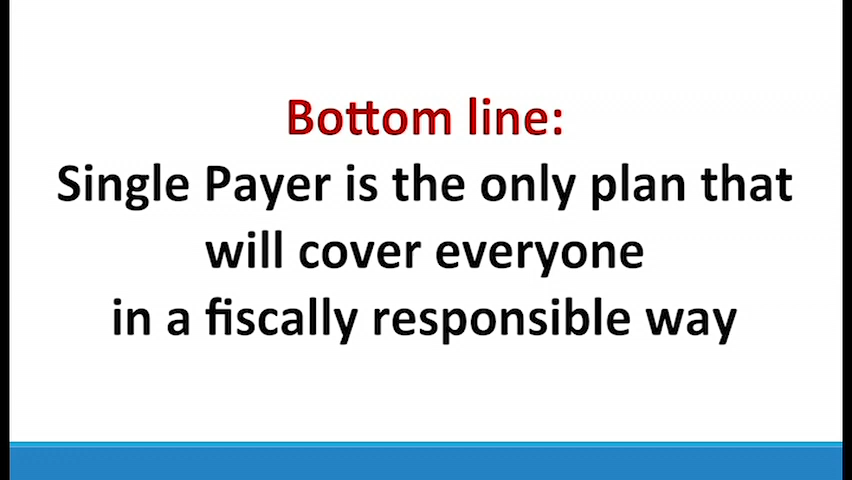 Bottom line:
Single Payer is the only plan that
will cover everyone
in a fiscally responsible way